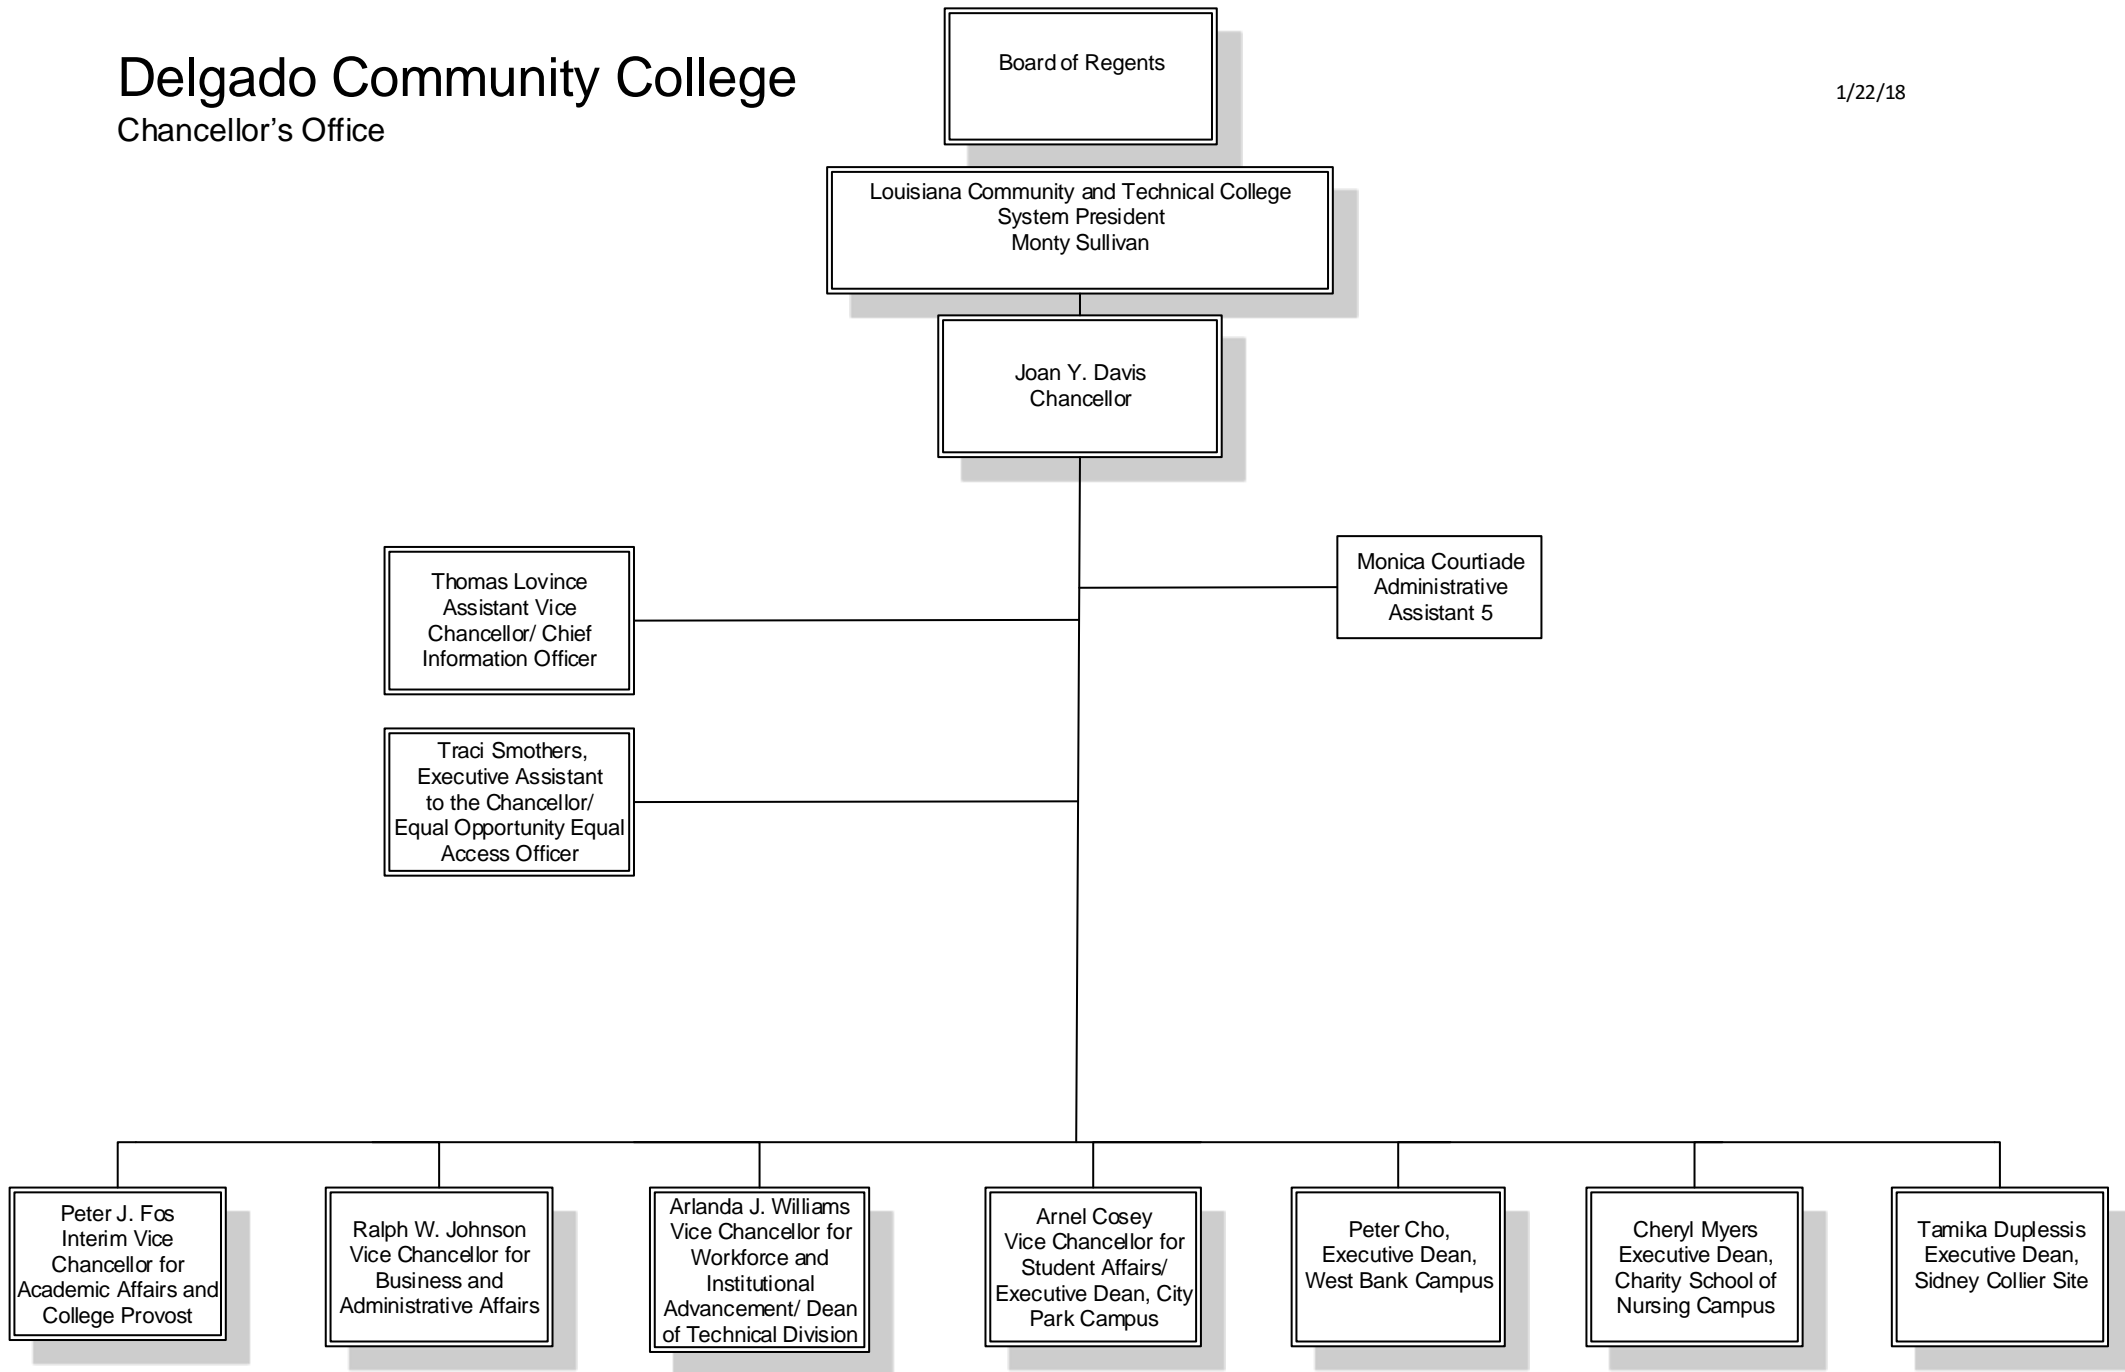 Delgado Community College
Chancellor's Office
1/22/18
Board of Regents
Louisiana Community and Technical College
System President
Monty Sullivan
Joan Y. Davis
Chancellor
Thomas Lovince
Assistant Vice
Chancellor/ Chief
Information Officer
Monica Courtiade
Administrative
Assistant 5
Traci Smothers,
Executive Assistant
to the Chancellor/
Equal Opportunity Equal
Access Officer
Peter J. Fos
Interim Vice
Chancellor for
Academic Affairs and
College Provost
Ralph W. Johnson
Vice Chancellor for
Business and
Administrative Affairs
Arlanda J. Williams
Vice Chancellor for
Workforce and
Institutional
Advancement/ Dean
of Technical Division
Arnel Cosey
Vice Chancellor for
Student Affairs/
Executive Dean, City
Park Campus
Peter Cho,
Executive Dean,
West Bank Campus
Cheryl Myers
Executive Dean,
Charity School of
Nursing Campus
Tamika Duplessis
Executive Dean,
Sidney Collier Site